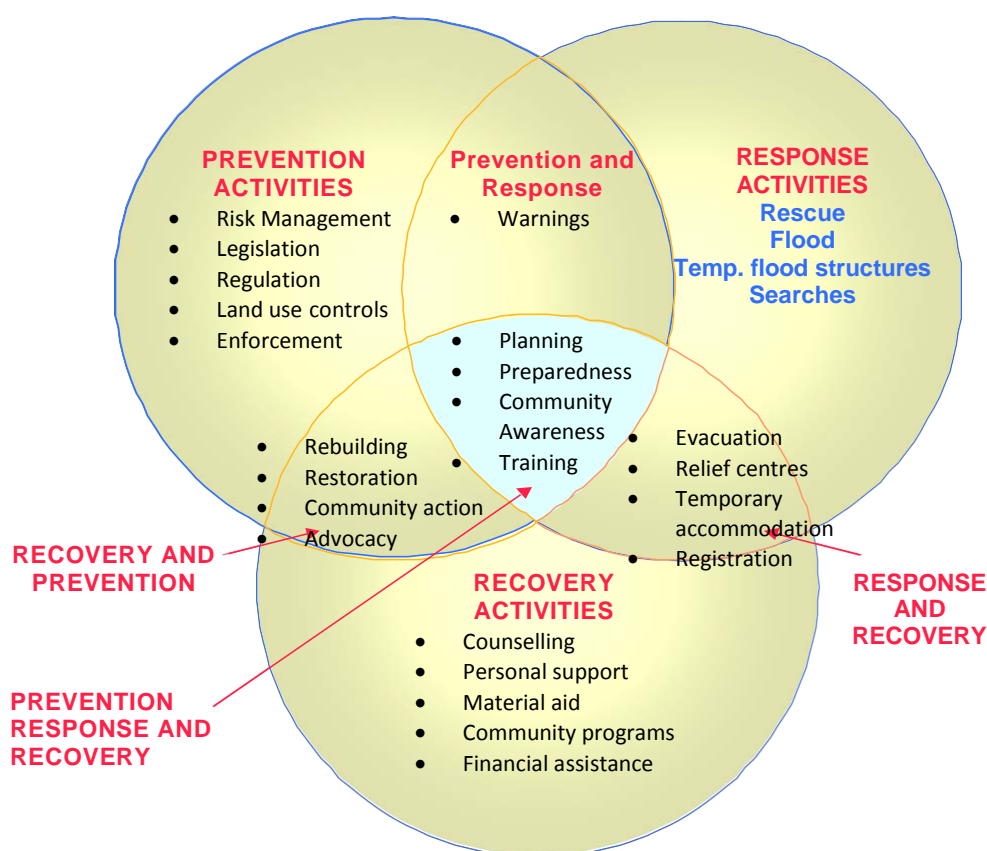 PREVENTION
ACTIVITIES
• Risk Management
• Legislation
• Regulation
• Land use controls
• Enforcement
Prevention and
Response
• Warnings
RESPONSE
ACTIVITIES
Rescue
Flood
Temp. flood structures
Searches
• Planning
• Preparedness
• Community
Awareness
• Training
• Rebuilding
• Restoration
• Community action
• Advocacy
• Evacuation
• Relief centres
• Temporary
accommodation
• Registration
RECOVERY AND
PREVENTION
RECOVERY
ACTIVITIES
• Counselling
• Personal support
• Material aid
• Community programs
• Financial assistance
RESPONSE
AND
RECOVERY
PREVENTION
RESPONSE AND
RECOVERY